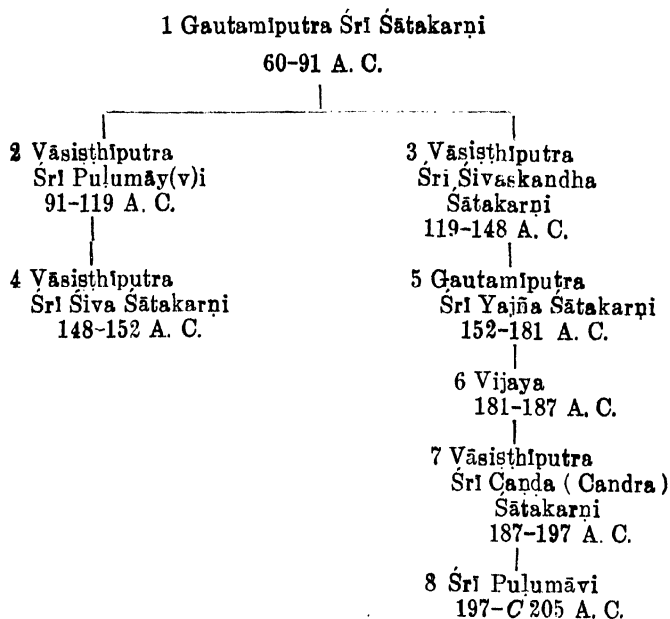 1 Gautamīputra Śrī Śātakarṇi
60-91 A. C.
2 Vāsiṣṭhīputra
Śrī Puḷumāy(v)i
91-119 A. C.
3 Vāsiṣṭhīputra
Śrī Śivaskandha
Śātakarṇi
119-148 A. C.
4 Vāsiṣṭhīputra
Śrī Śiva Śātakarṇi
148-152 A. C.
5 Gautamīputra
Śrī Yajña Śātakarṇi
152-181 A. C.
6 Vijaya
181-187 A. C.
7 Vāsiṣṭhīputra
Śrī Caṇḍa ( Candra )
Śātakarṇi
187-197 A. C.
8 Śrī Puḷumāvi
197-C 205 A. C.